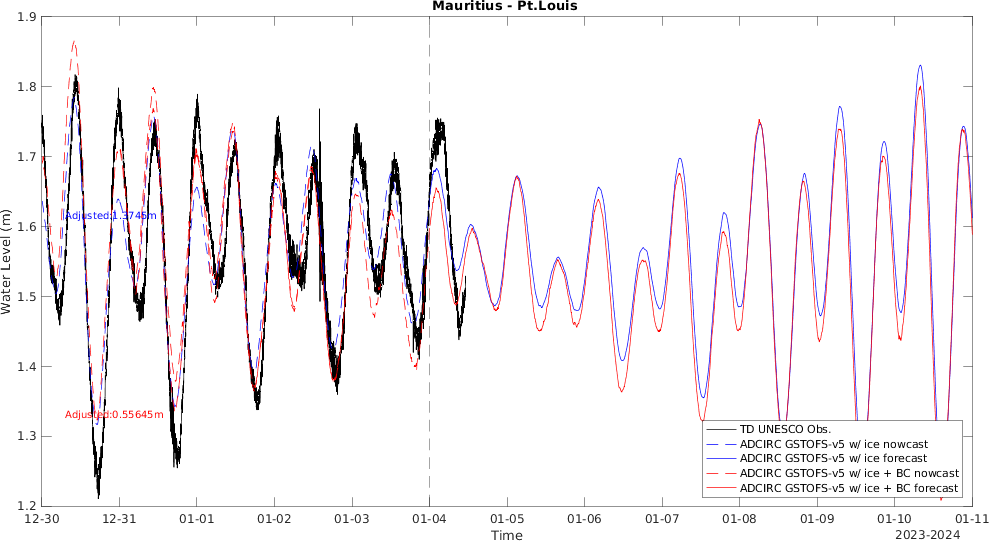 Mauritius - Pt.Louis
1.9
1.8
1.7
1.6
1.5
1.4
1.3
1.2
Water Level (m)
Adjusted:1.3745m
Adjusted:0.55645m
TD UNESCO Obs.
ADCIRC GSTOFS-v5 w/ ice nowcast
ADCIRC GSTOFS-v5 w/ ice forecast
ADCIRC GSTOFS-v5 w/ ice + BC nowcast
ADCIRC GSTOFS-v5 w/ ice + BC forecast
12-30 12-31 01-01 01-02 01-03 01-04 01-05 01-06 01-07 01-08 01-09 01-10 01-11
Time
2023-2024